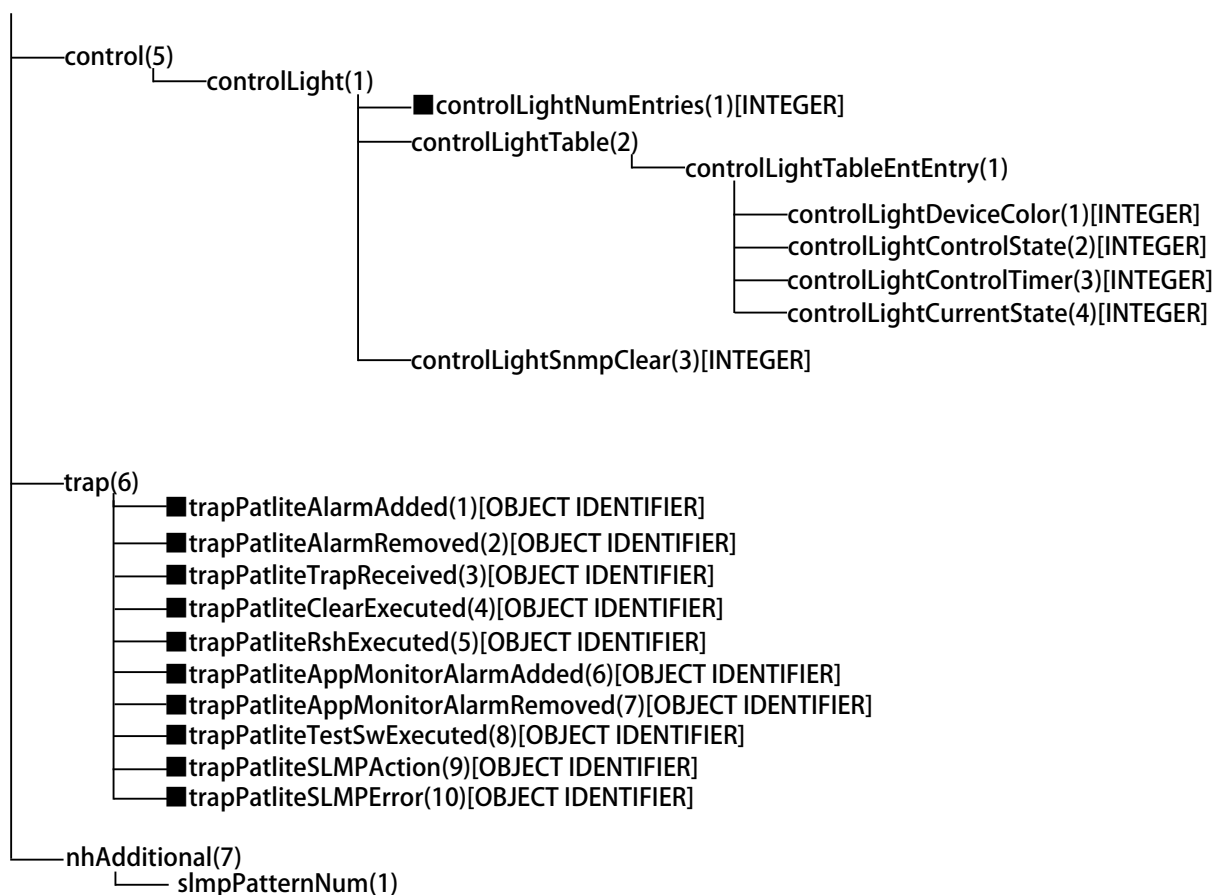 control(5)
controlLight(1)
■controlLightNumEntries(1)[INTEGER]
controlLightTable(2)
controlLightTableEntEntry(1)
controlLightDeviceColor(1)[INTEGER]
controlLightControlState(2)[INTEGER]
controlLightControlTimer(3)[INTEGER]
controlLightCurrentState(4)[INTEGER]
controlLightSnmpClear(3)[INTEGER]
trap(6)
■trapPatliteAlarmAdded(1)[OBJECT IDENTIFIER]
■trapPatliteAlarmRemoved(2)[OBJECT IDENTIFIER]
■trapPatliteTrapReceived(3)[OBJECT IDENTIFIER]
■trapPatliteClearExecuted(4)[OBJECT IDENTIFIER]
■trapPatliteRshExecuted(5)[OBJECT IDENTIFIER]
■trapPatliteAppMonitorAlarmAdded(6)[OBJECT IDENTIFIER]
■trapPatliteAppMonitorAlarmRemoved(7)[OBJECT IDENTIFIER]
■trapPatliteTestSwExecuted(8)[OBJECT IDENTIFIER]
■trapPatliteSLMPAction(9)[OBJECT IDENTIFIER]
■trapPatliteSLMPError(10)[OBJECT IDENTIFIER]
nhAdditional(7)
slmpPatternNum(1)